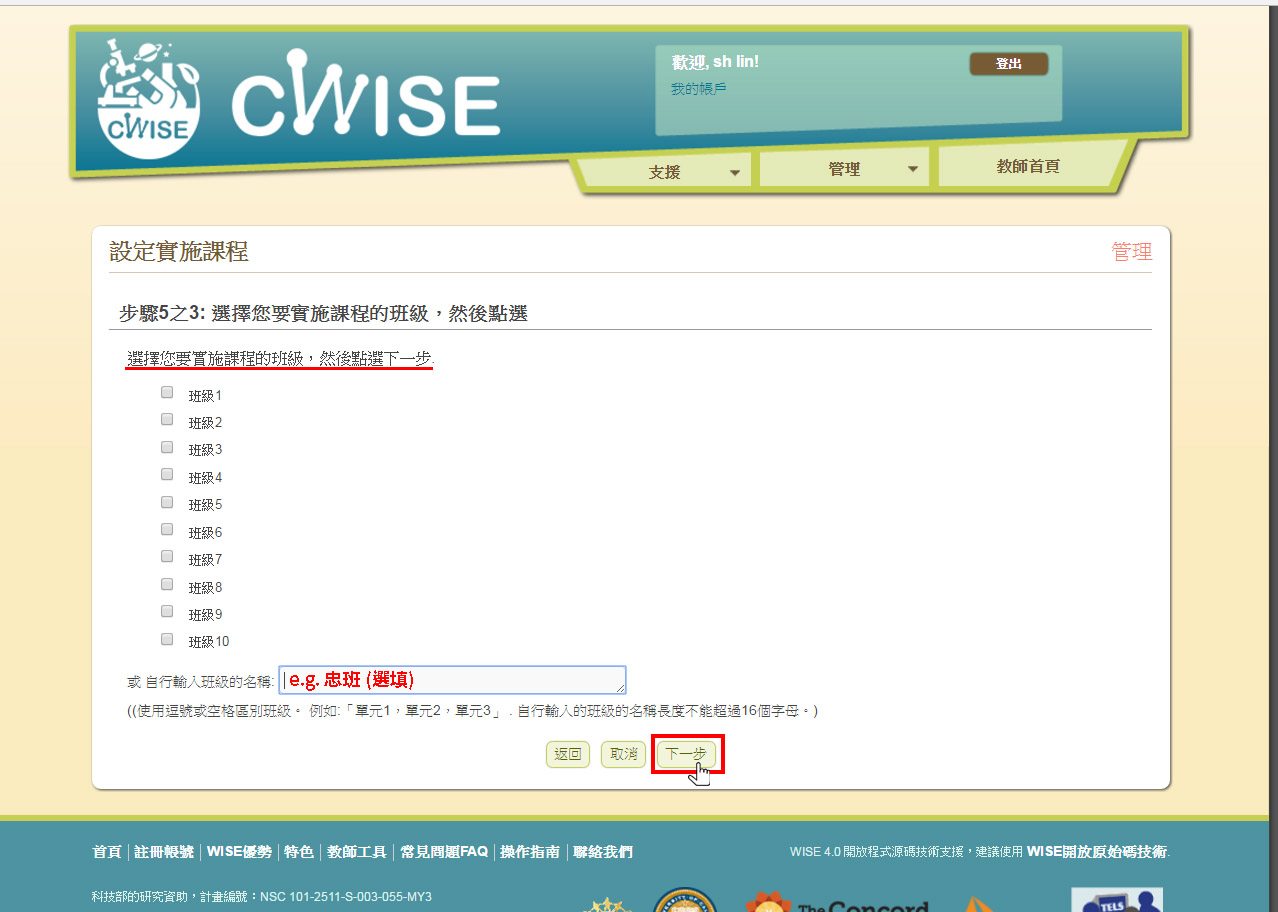 CWISE
CWISE
歡迎, sh lin!
登出
我的帳戶
支援
管理
教師首頁
設定實施課程
管理
步驟5之3: 選擇您要實施課程的班級，然後點選
選擇您要實施課程的班級，然後點選下一步.
班級1
班級2
班級3
班級4
班級5
班級6
班級7
班級8
班級9
班級10
或 自行輸入班級的名稱: e.g. 忠班 (選填)
((使用逗號或空格區別班級。 例如:「單元1，單元2，單元3」 . 自行輸入的班級的名稱長度不能超過16個字母。)
返回 取消 下一步
首頁 | 註冊帳號 | WISE優勢 | 特色 | 教師工具 | 常見問題FAQ | 操作指南 | 聯絡我們
WISE 4.0 開放程式源碼技術支援，建議使用 WISE開放原始碼技術.
科技部的研究資助，計畫編號：NSC 101-2511-S-003-055-MY3
The Concord
TELS